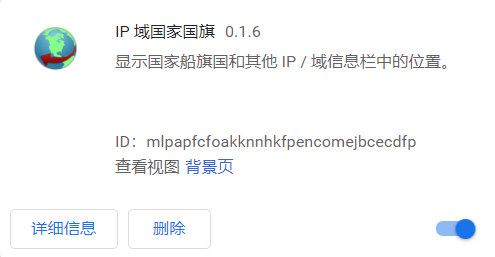 IP 域国家国旗 0.1.6
显示国家船旗国和其他 IP / 域信息栏中的位置。
ID：mlpapfcfoakknnhkfpencomejbcecdfp
查看视图 背景页
详细信息 删除